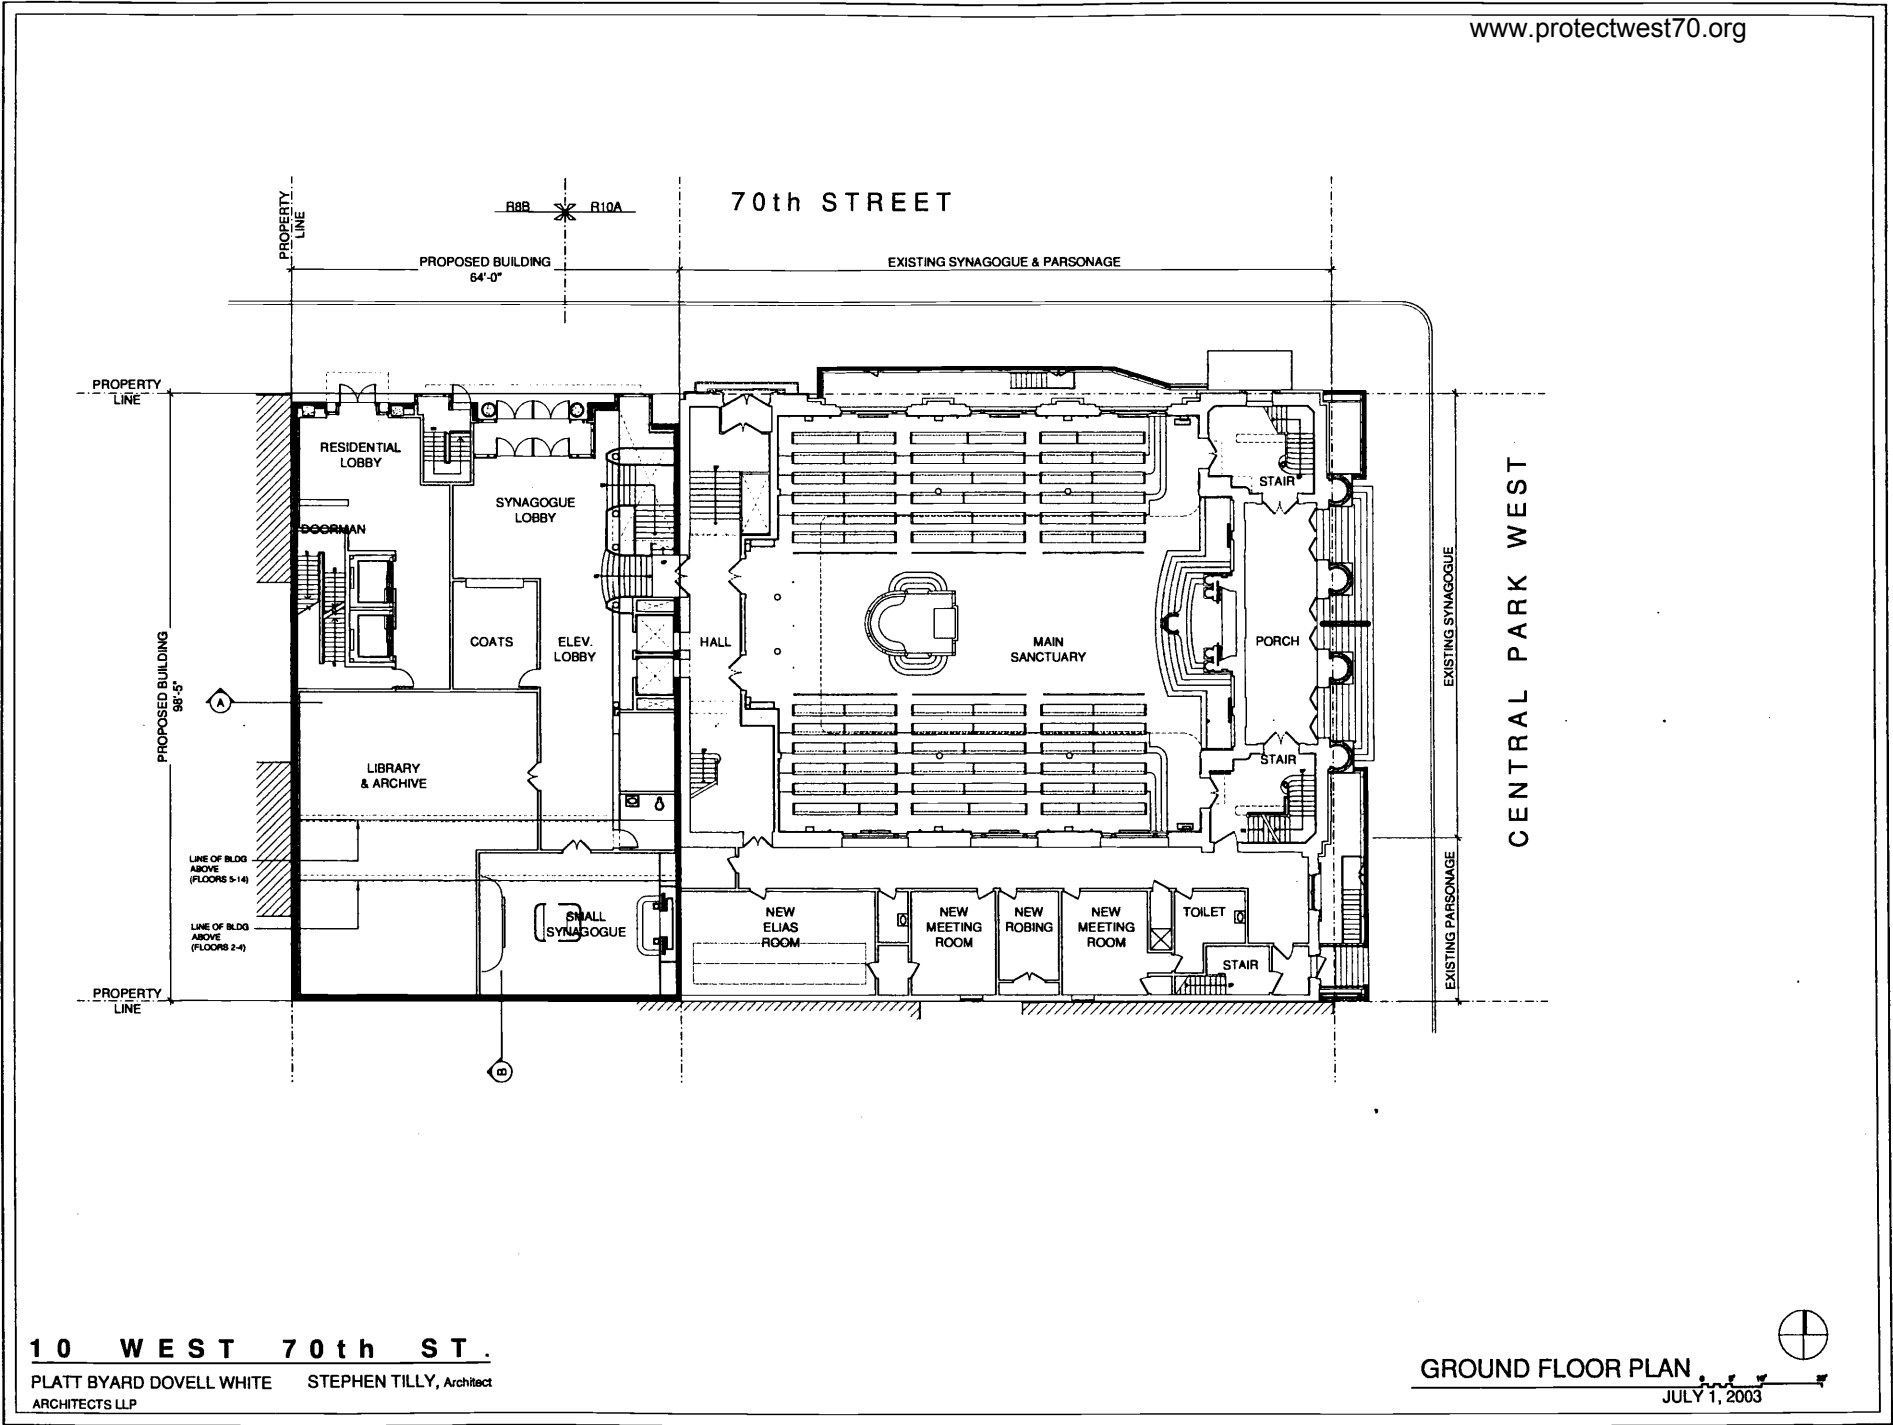 www.protectwest70.org
70th STREET
PROPERTY
LINE
R8B
R10A
PROPOSED BUILDING
64'-0"
EXISTING SYNAGOGUE & PARSONAGE
PROPERTY
LINE
RESIDENTIAL
LOBBY
SYNAGOGUE
LOBBY
STAIR
DOORMAN
COATS
ELEV.
LOBBY
HALL
MAIN
SANCTUARY
PORCH
EXISTING SYNAGOGUE
CENTRAL PARK WEST
PROPOSED BUILDING
98'-5"
A
LIBRARY
& ARCHIVE
STAIR
LINE OF BLDG
ABOVE
(FLOORS 5-14)
LINE OF BLDG
ABOVE
(FLOORS 2-4)
SMALL
SYNAGOGUE
NEW
ELIAS
ROOM
NEW
MEETING
ROOM
NEW
ROBING
NEW
MEETING
ROOM
TOILET
STAIR
EXISTING PARSONAGE
PROPERTY
LINE
B
10 WEST 70th ST.
PLATT BYARD DOVELL WHITE STEPHEN TILLY, Architect
ARCHITECTS LLP
GROUND FLOOR PLAN
JULY 1, 2003